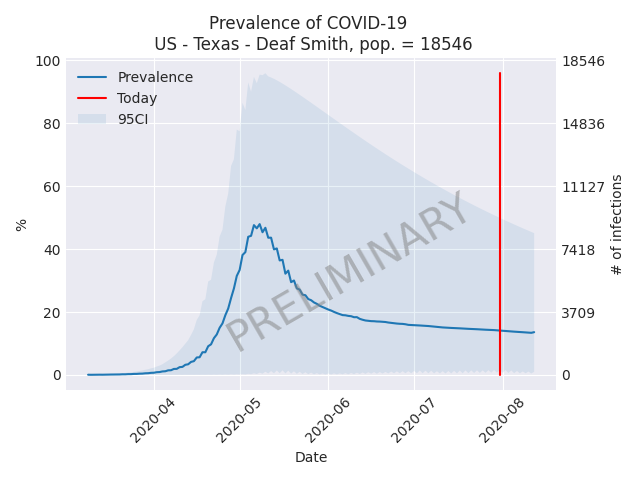 Prevalence of COVID-19
US - Texas - Deaf Smith, pop. = 18546
Prevalence
Today
95CI
PRELIMINARY
%
100
80
60
40
20
0
18546
14836
11127
7418
3709
0
# of infections
2020-04
2020-05
2020-06
2020-07
2020-08
Date